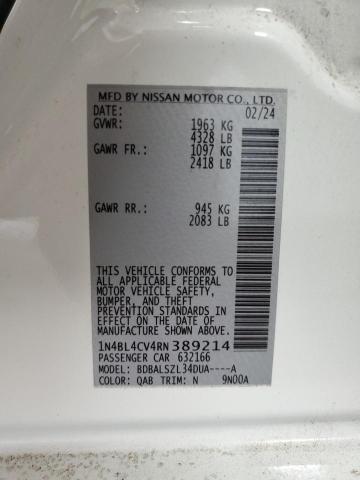 MFD BY NISSAN MOTOR CO., LTD.
DATE: 02/24
GVWR: 1963 KG
4328 LB
GAWR FR.: 1097 KG
2418 LB
GAWR RR.: 945 KG
2083 LB
THIS VEHICLE CONFORMS TO
ALL APPLICABLE FEDERAL
MOTOR VEHICLE SAFETY,
BUMPER, AND THEFT
PREVENTION STANDARDS
IN EFFECT ON THE DATE OF
MANUFACTURE SHOWN ABOVE.
1N4BL4CV4RN389214
PASSENGER CAR 632166
MODEL: BDBALSZL34DUA----A
COLOR: QAB TRIM: N 9N00A